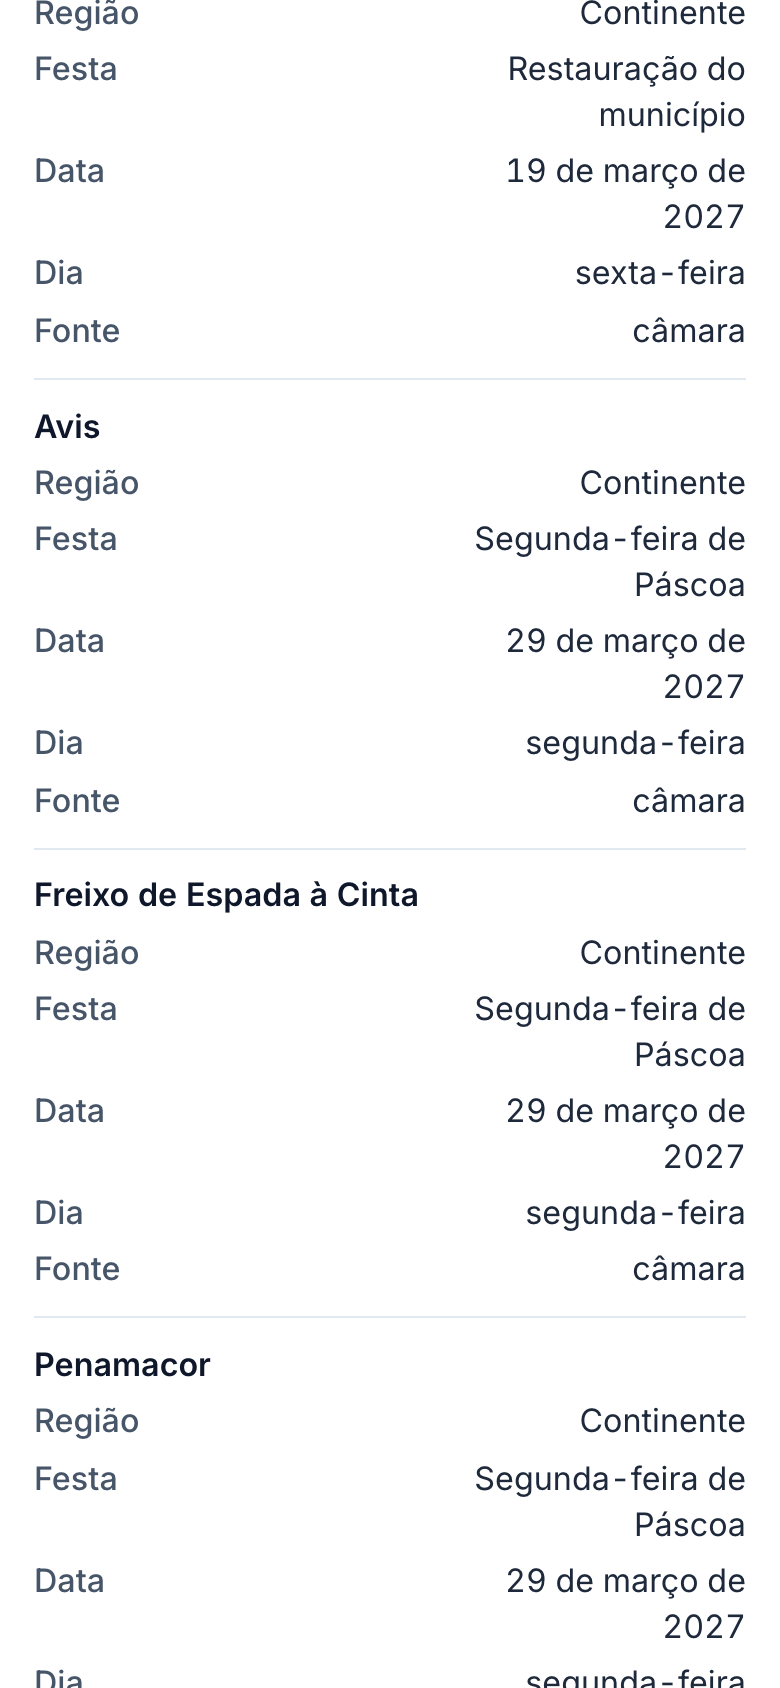 Região Continente
Festa Restauração do
município
Data 19 de março de
2027
Dia sexta-feira
Fonte câmara
Avis
Região Continente
Festa Segunda-feira de
Páscoa
Data 29 de março de
2027
Dia segunda-feira
Fonte câmara
Freixo de Espada à Cinta
Região Continente
Festa Segunda-feira de
Páscoa
Data 29 de março de
2027
Dia segunda-feira
Fonte câmara
Penamacor
Região Continente
Festa Segunda-feira de
Páscoa
Data 29 de março de
2027
Dia segunda-feira